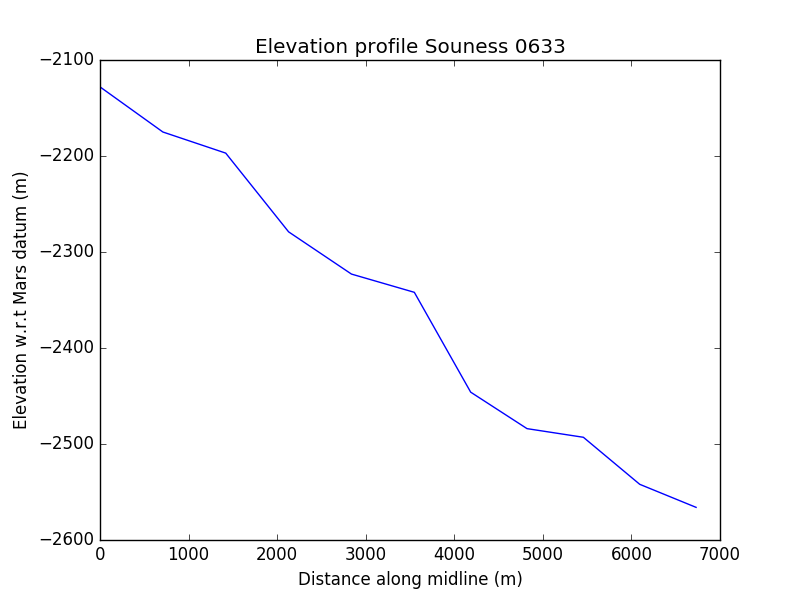 Elevation profile Souness 0633
−2100
−2200
−2300
−2400
−2500
−2600
Elevation w.r.t Mars datum (m)
0 1000 2000 3000 4000 5000 6000 7000
Distance along midline (m)